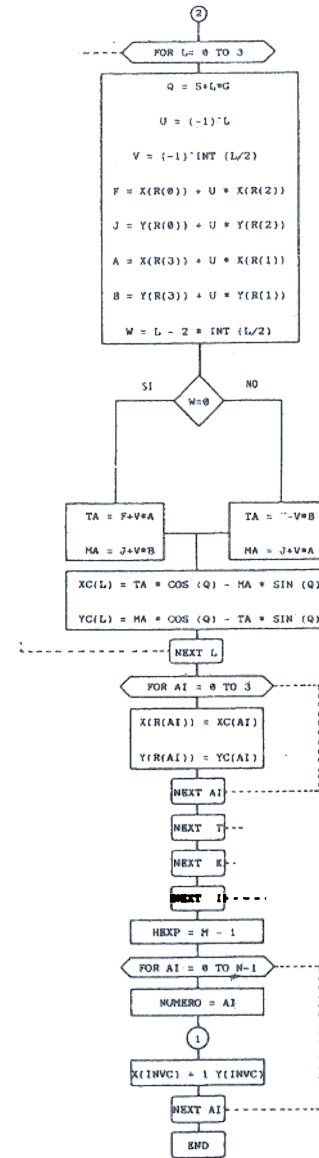 2
FOR L= 0 TO 3
Q = S+L*G
U = (-1)^L
V = (-1)^INT (L/2)
F = X(R(0)) + U * X(R(2))
J = Y(R(0)) + U * Y(R(2))
A = X(R(3)) + U * X(R(1))
B = Y(R(3)) + U * Y(R(1))
W = L - 2 * INT (L/2)
SI
NO
W=0
TA = F+V*A
MA = J+V*B
TA = -V*B
MA = J+V*A
XC(L) = TA * COS (Q) - MA * SIN (Q)
YC(L) = MA * COS (Q) - TA * SIN (Q)
NEXT L
FOR AI = 0 TO 3
X(R(AI)) = XC(AI)
Y(R(AI)) = YC(AI)
NEXT AI
NEXT T
NEXT K
NEXT I
HEXP = M - 1
FOR AI = 0 TO N-1
NUMERO = AI
1
X(INVC) + 1 Y(INVC)
NEXT AI
END